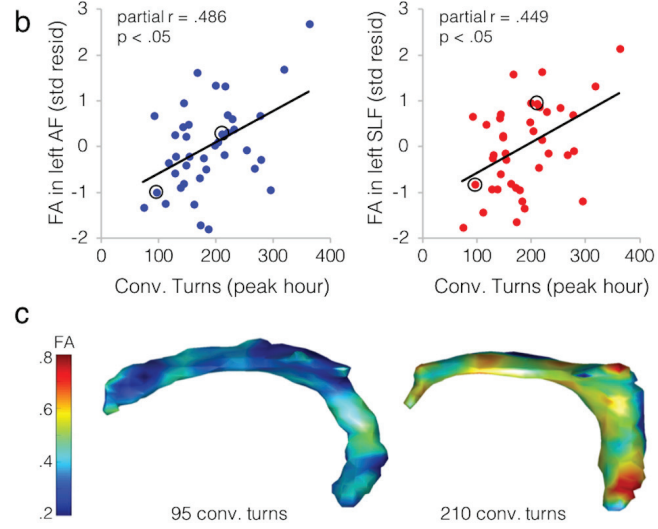 b
partial r = .486
p < .05
FA in left AF (std resid)
3
2
1
0
-1
-2
0
100
200
300
400
Conv. Turns (peak hour)
partial r = .449
p < .05
FA in left SLF (std resid)
3
2
1
0
-1
-2
0
100
200
300
400
Conv. Turns (peak hour)
c
FA
.8
.6
.4
.2
95 conv. turns
210 conv. turns